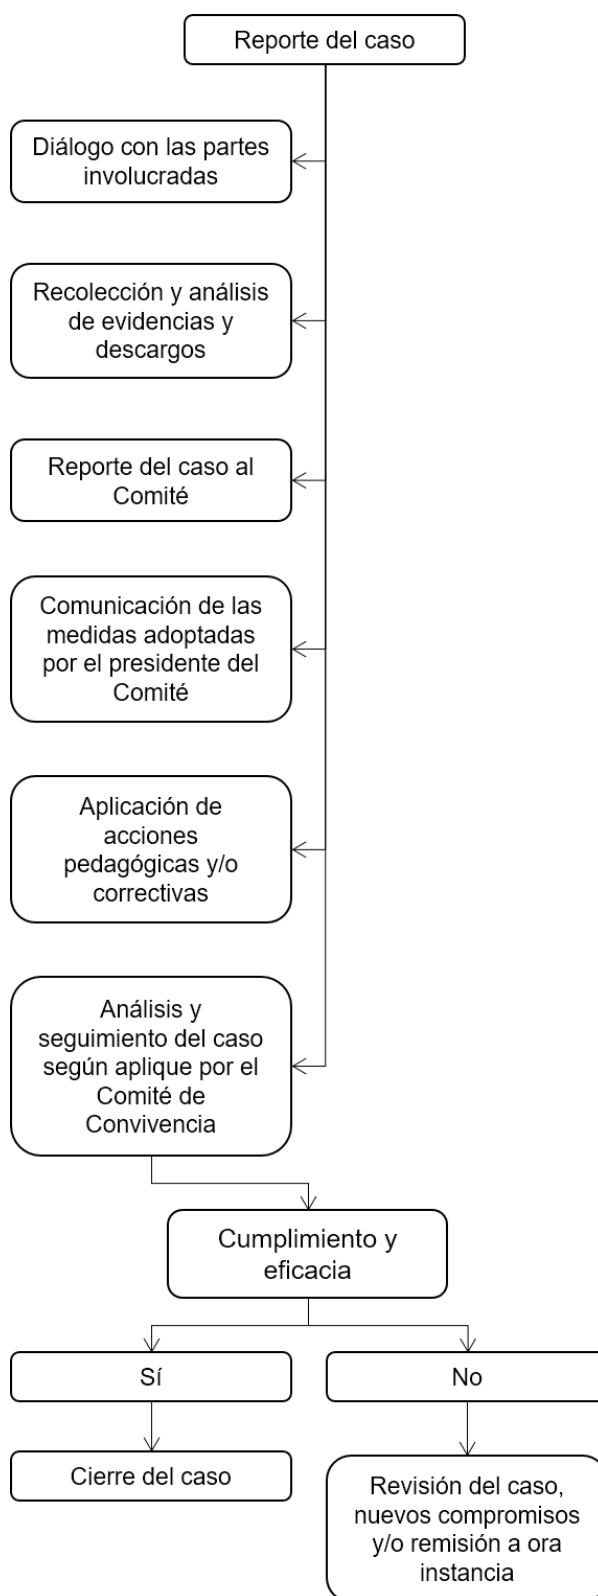 Reporte del caso
Diálogo con las partes
involucradas
Recolección y análisis
de evidencias y
descargos
Reporte del caso al
Comité
Comunicación de las
medidas adoptadas
por el presidente del
Comité
Aplicación de
acciones
pedagógicas y/o
correctivas
Análisis y
seguimiento del caso
según aplique por el
Comité de
Convivencia
Cumplimiento y
eficacia
Sí
No
Cierre del caso
Revisión del caso,
nuevos compromisos
y/o remisión a ora
instancia